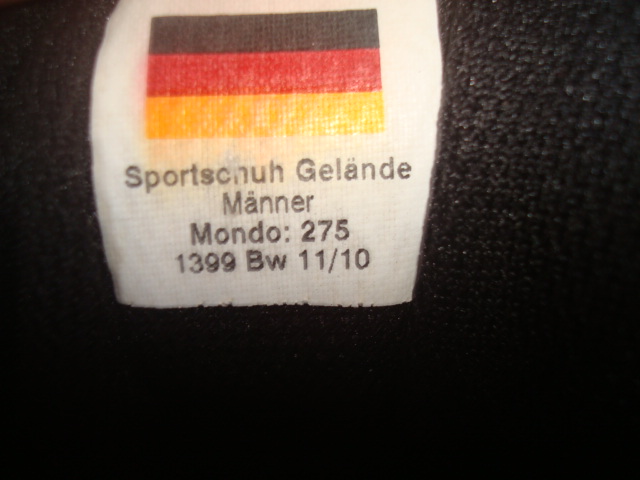 Sportschuh Gelände
Männer
Mondo: 275
1399 Bw 11/10